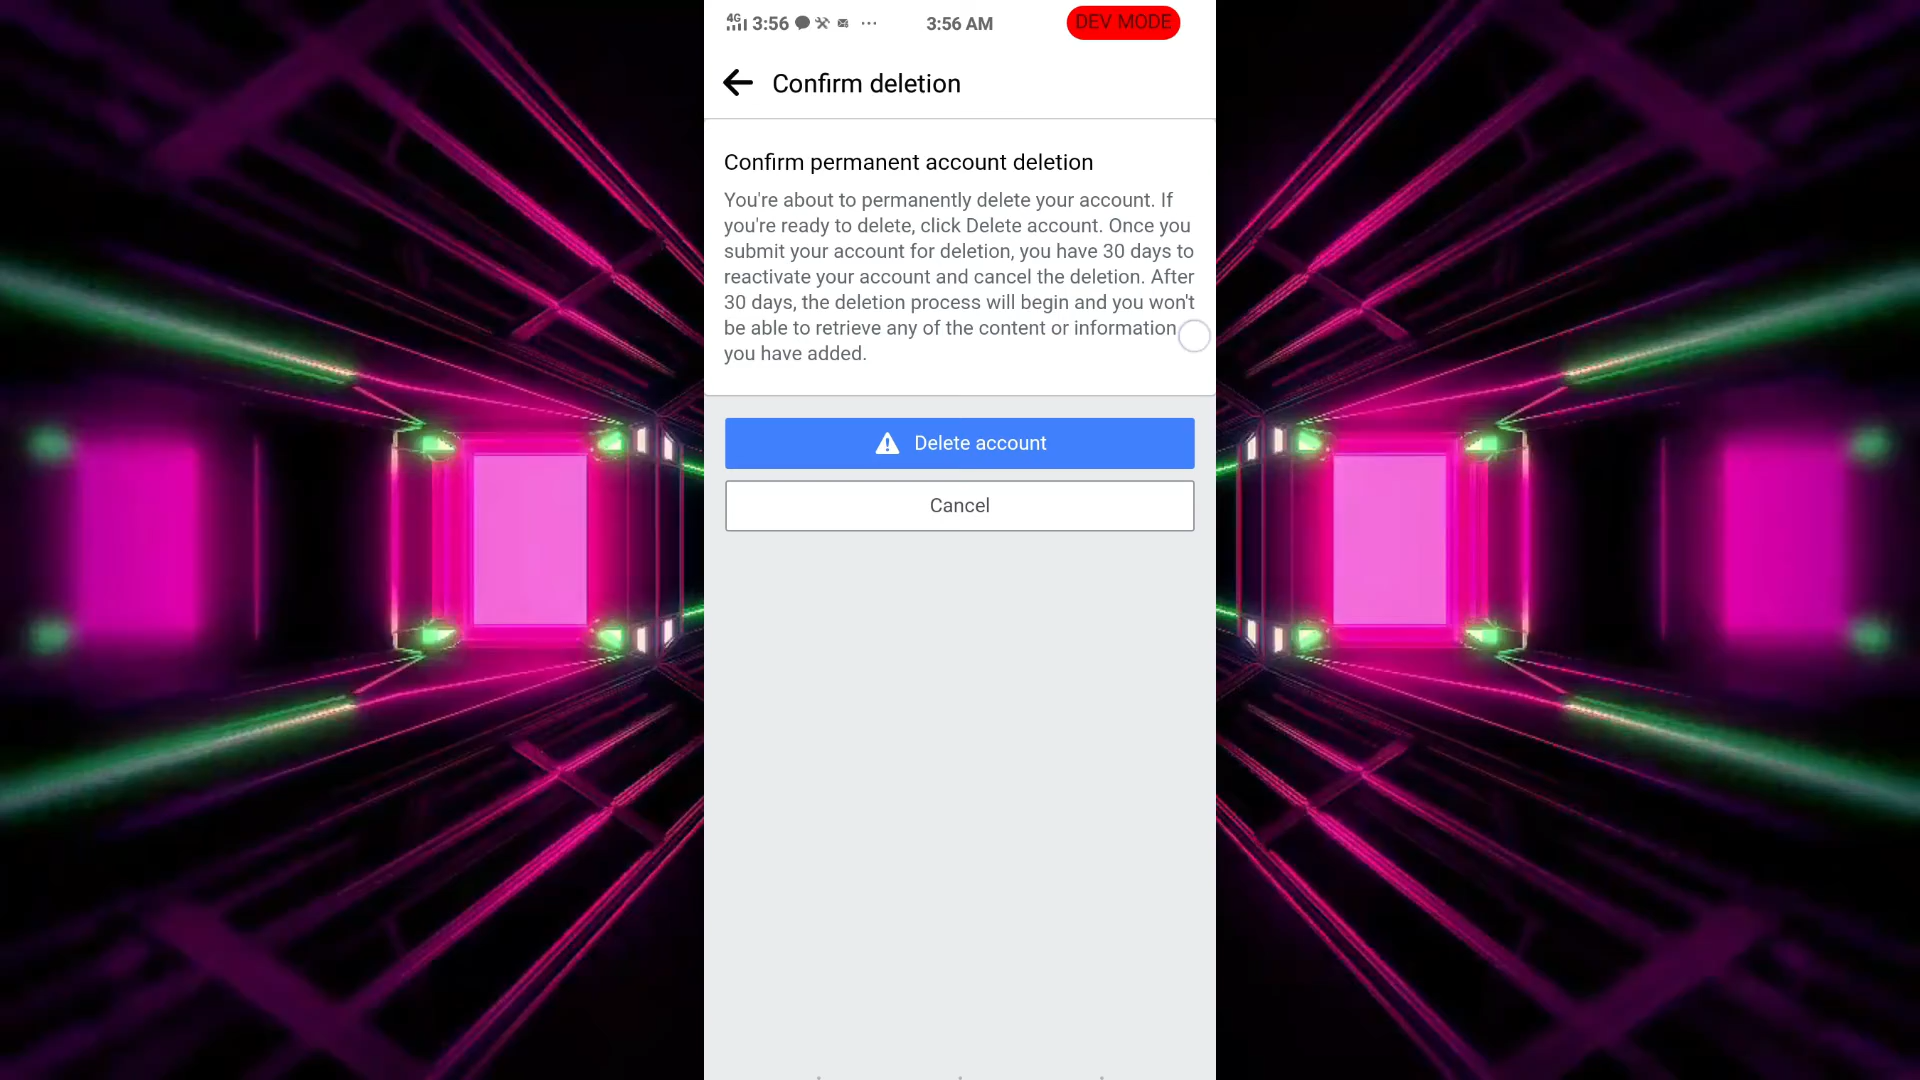 4G 3:56 3:56 AM DEV MODE
Confirm deletion
Confirm permanent account deletion
You're about to permanently delete your account. If
you're ready to delete, click Delete account. Once you
submit your account for deletion, you have 30 days to
reactivate your account and cancel the deletion. After
30 days, the deletion process will begin and you won't
be able to retrieve any of the content or information
you have added.
Delete account
Cancel